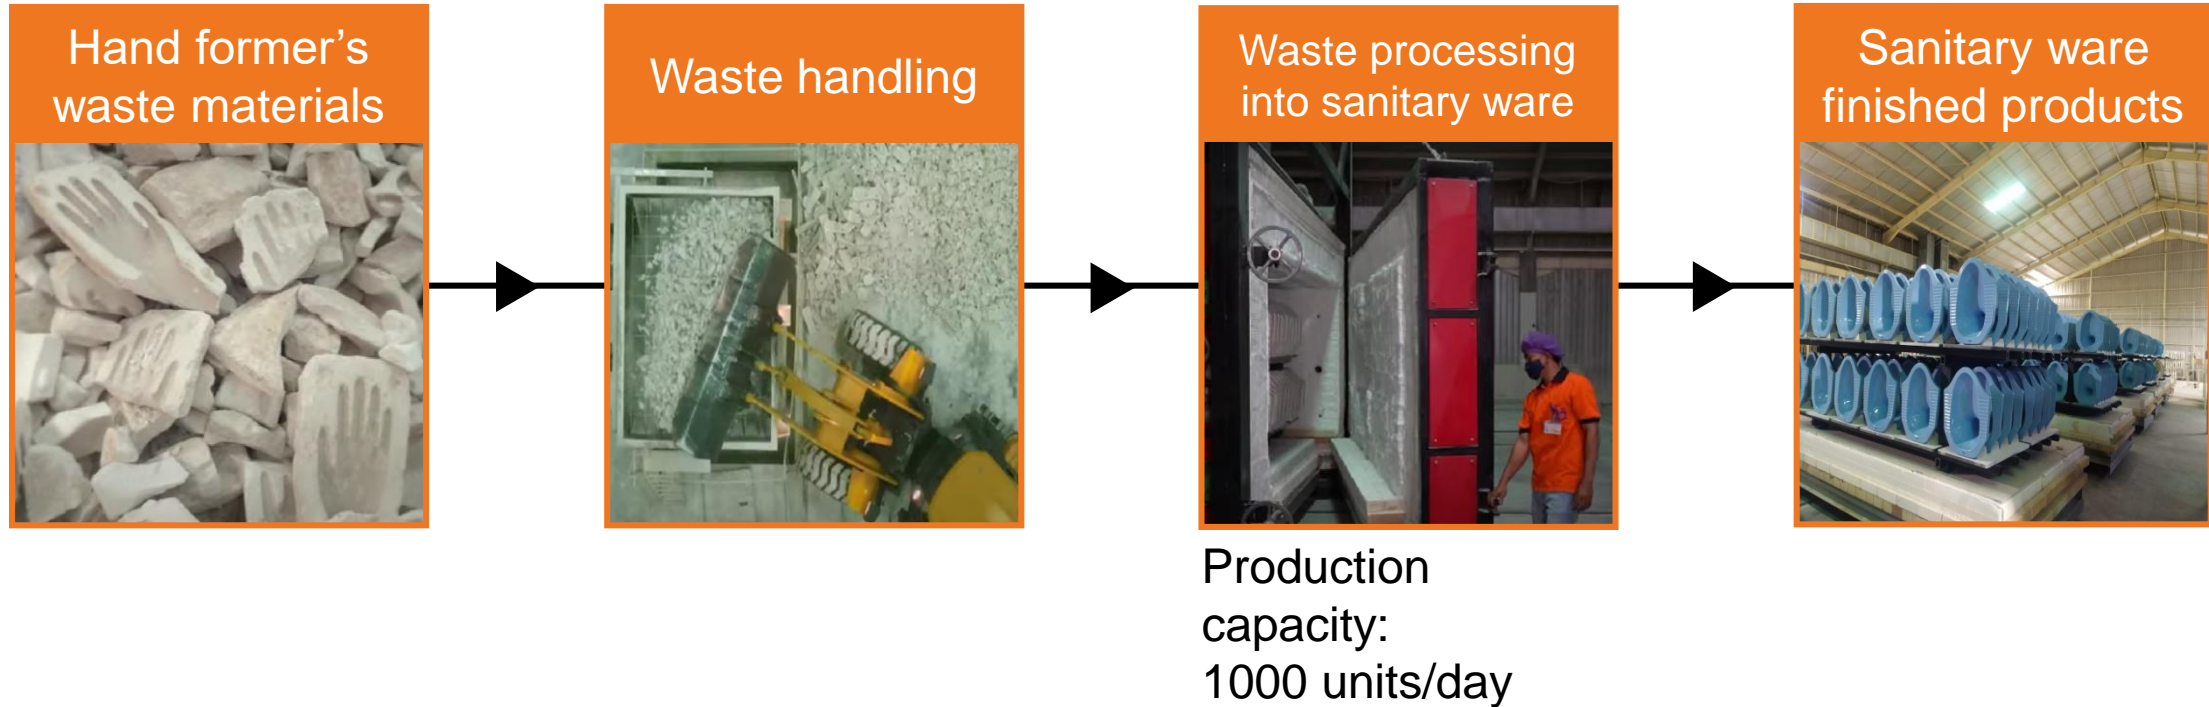 Hand former’s
waste materials
Waste handling
Waste processing
into sanitary ware
Sanitary ware
finished products
Production
capacity:
1000 units/day